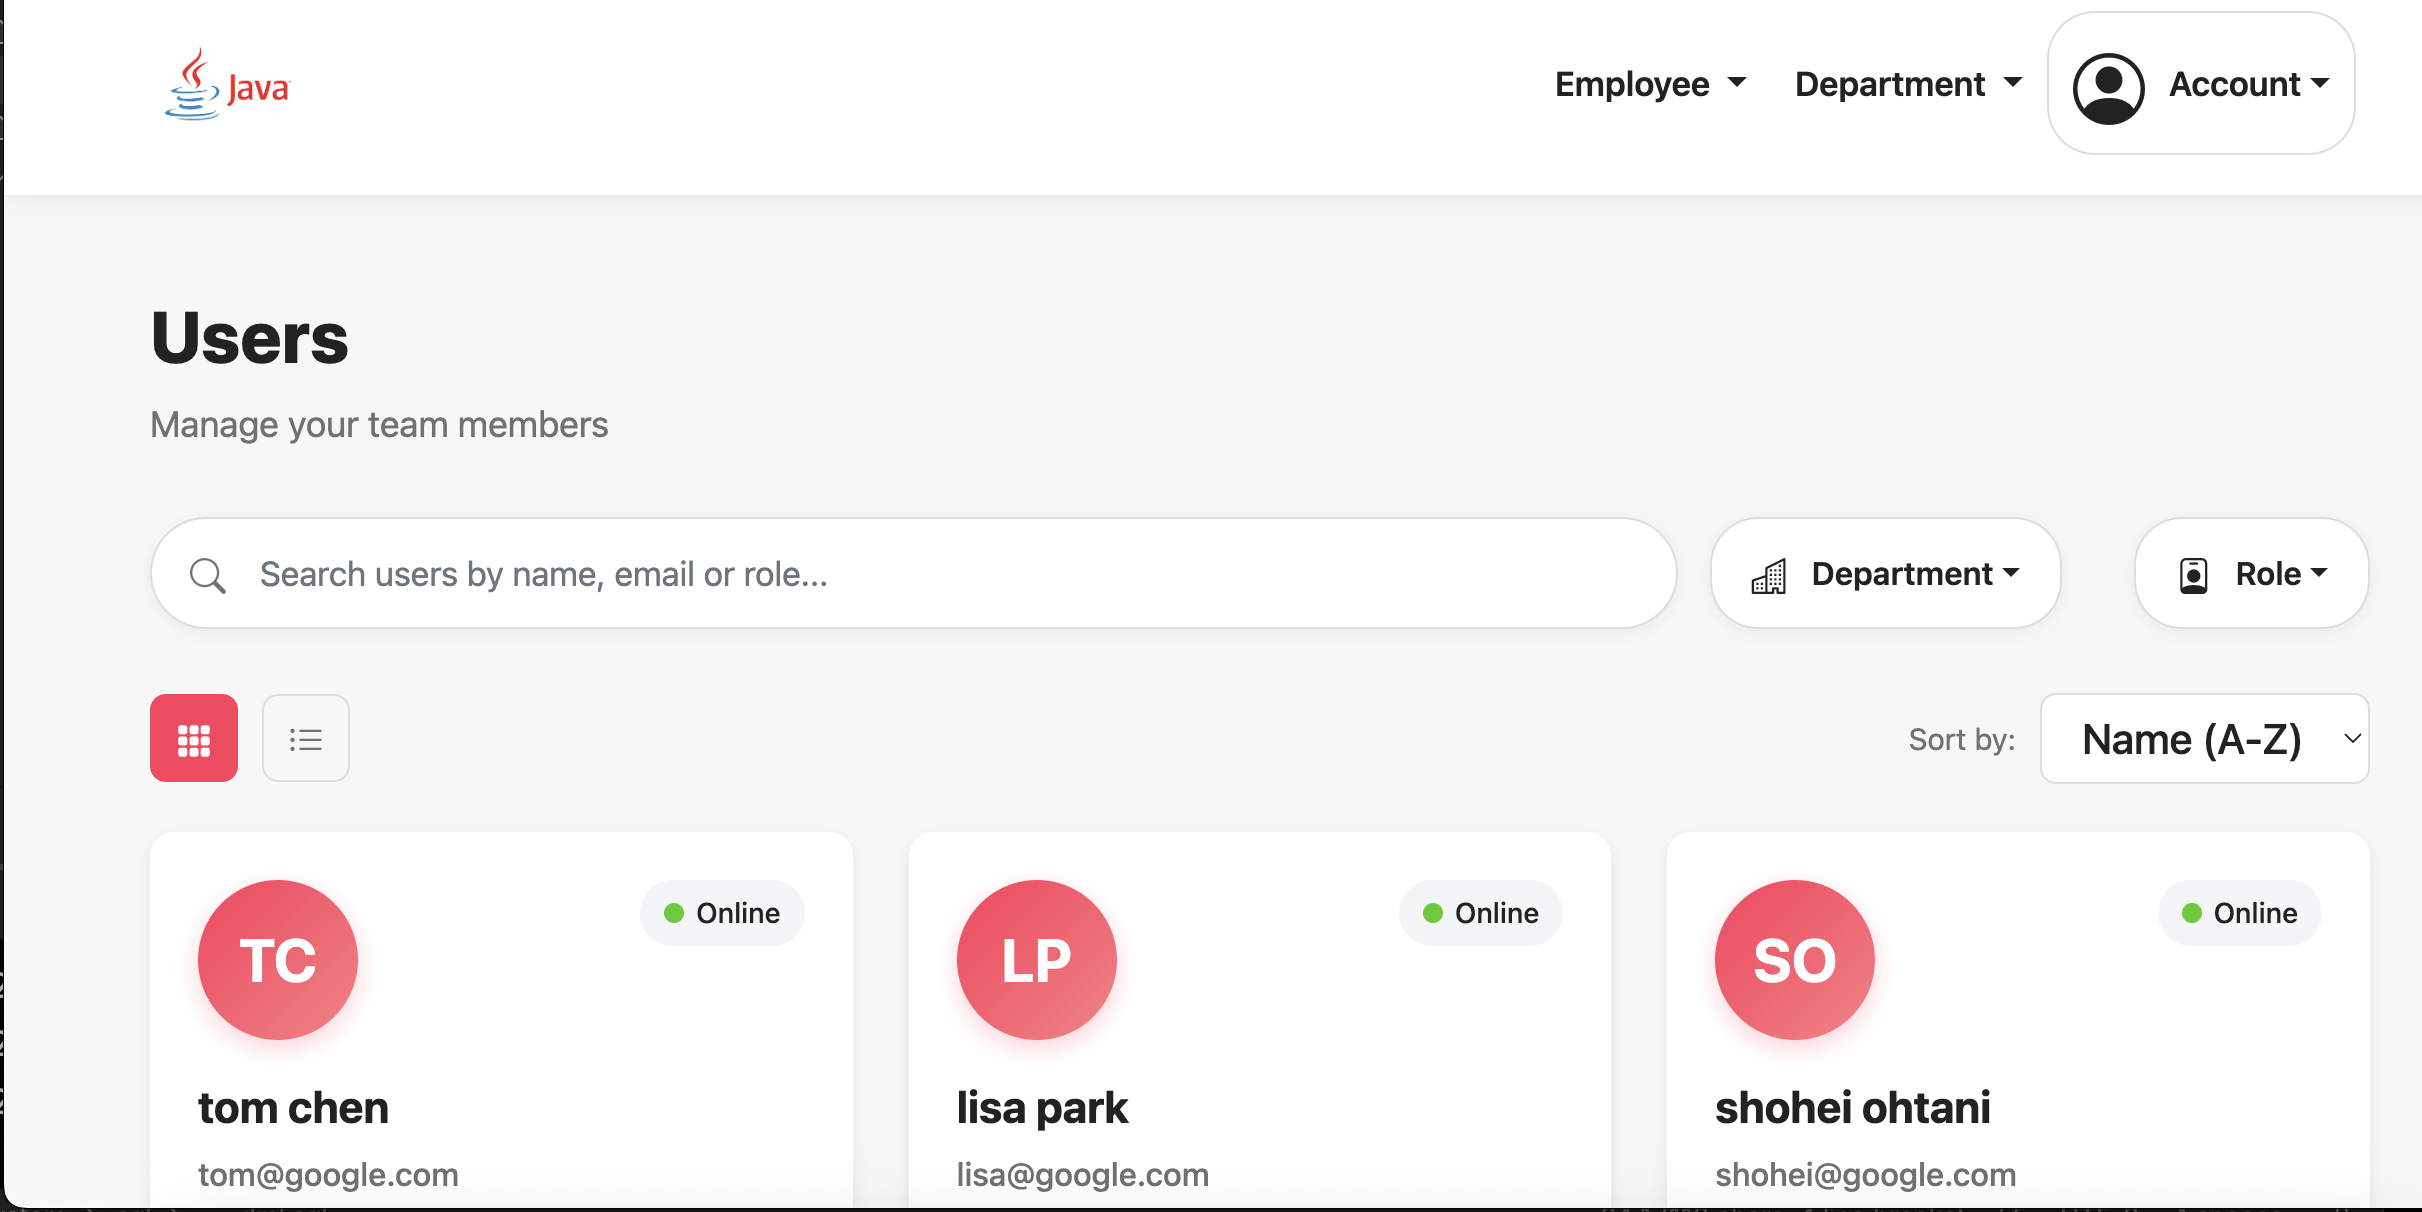 Java
Employee
Department
Account
Users
Manage your team members
Search users by name, email or role...
Department
Role
Sort by:
Name (A-Z)
TC
Online
LP
Online
SO
Online
tom chen
lisa park
shohei ohtani
tom@google.com
lisa@google.com
shohei@google.com